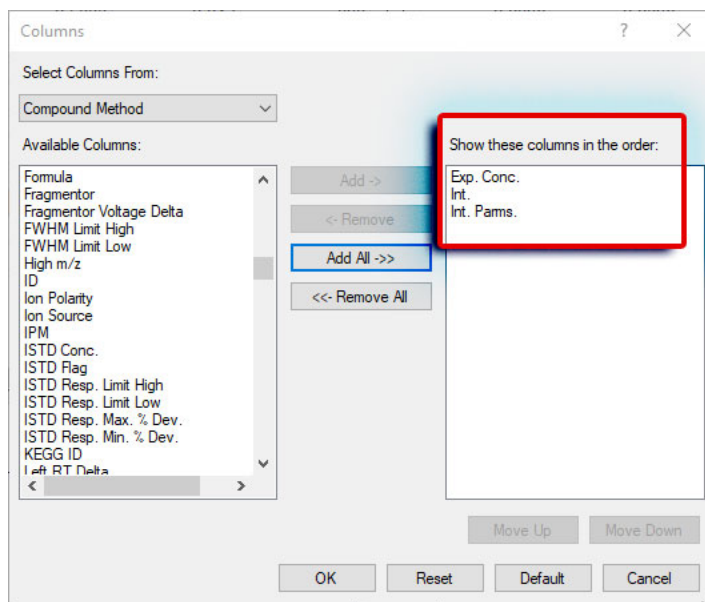 Columns
?
Select Columns From:
Compound Method
Available Columns:
Show these columns in the order:
Formula
Fragmentor
Fragmentor Voltage Delta
FWHM Limit High
FWHM Limit Low
High m/z
ID
Ion Polarity
Ion Source
IPM
ISTD Conc.
ISTD Flag
ISTD Resp. Limit High
ISTD Resp. Limit Low
ISTD Resp. Max. % Dev.
ISTD Resp. Min. % Dev.
KEGG ID
Left RT Delta
Add ->
<- Remove
Add All ->>
<<- Remove All
Exp. Conc.
Int.
Int. Parms.
Move Up
Move Down
OK
Reset
Default
Cancel